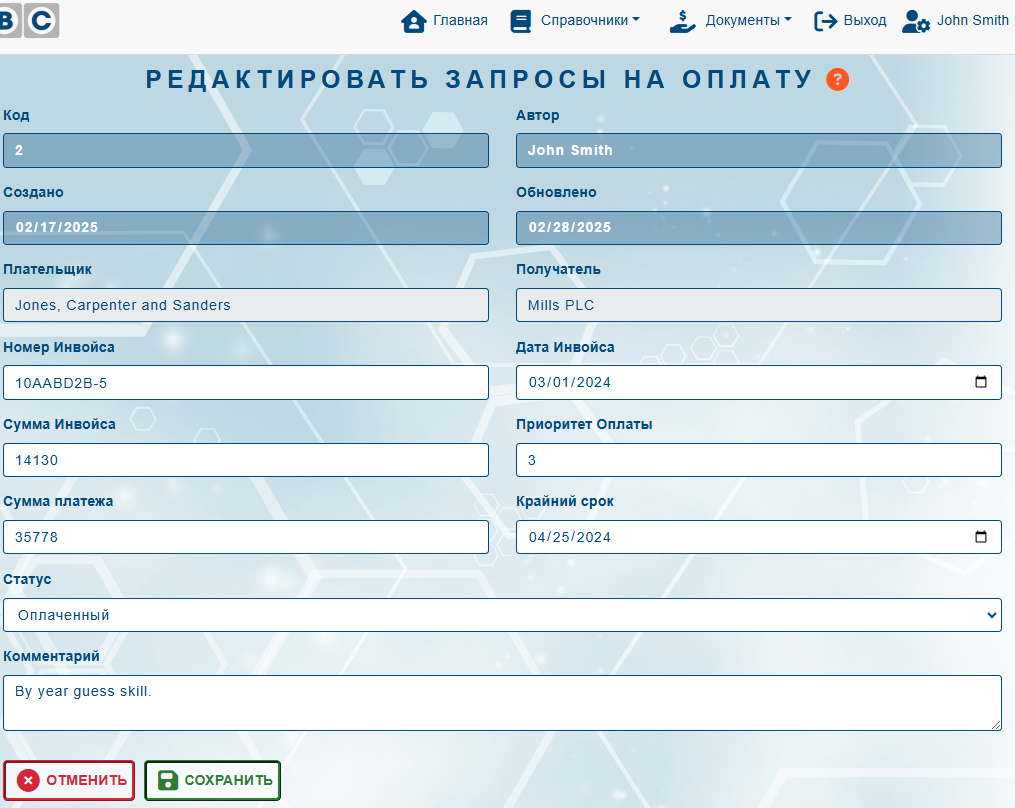 B C
Главная Справочники Документы Выход John Smith
РЕДАКТИРОВАТЬ ЗАПРОСЫ НА ОПЛАТУ ?
Код Автор
2 John Smith
Создано Обновлено
02/17/2025 02/28/2025
Плательщик Получатель
Jones, Carpenter and Sanders Mills PLC
Номер Инвойса Дата Инвойса
10AABD2B-5 03/01/2024
Сумма Инвойса Приоритет Оплаты
14130 3
Сумма платежа Крайний срок
35778 04/25/2024
Статус
Оплаченный
Комментарий
By year guess skill.
ОТМЕНИТЬ СОХРАНИТЬ